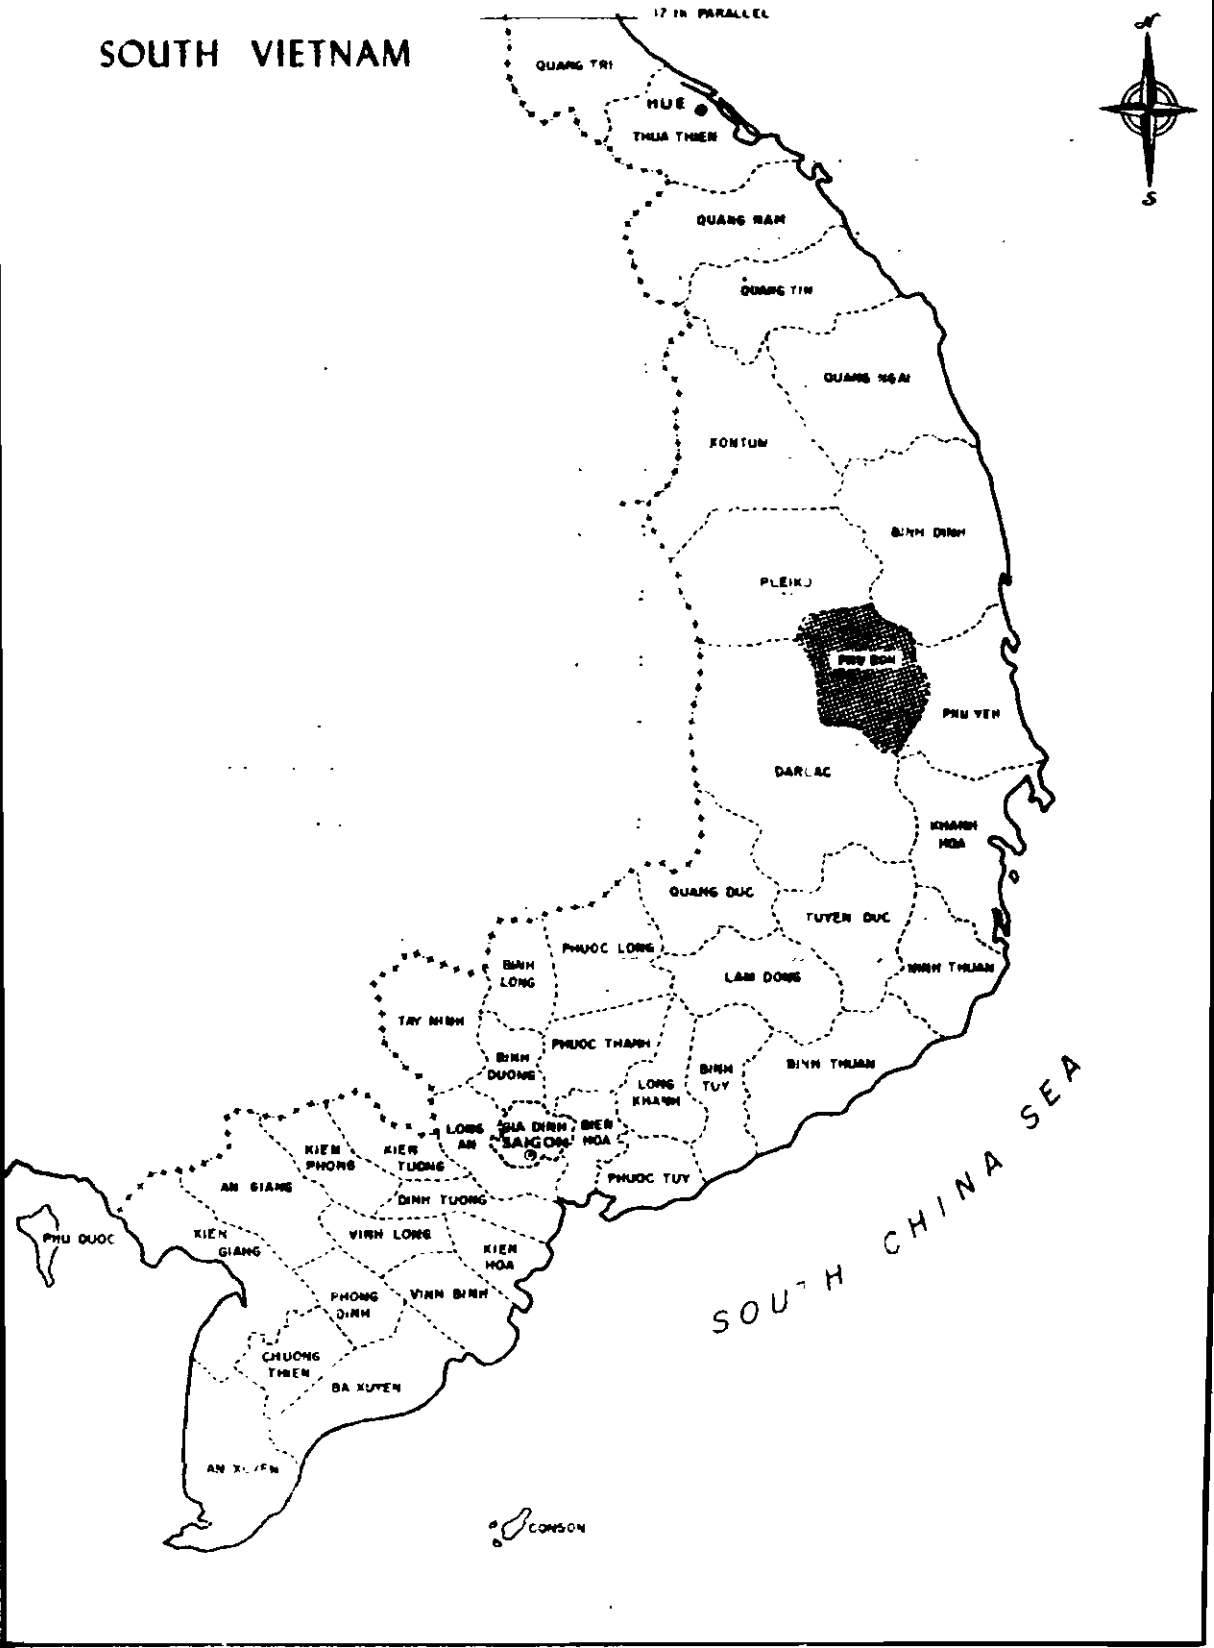 17 TH PARALLEL
N
SOUTH VIETNAM
QUANG TRI
HUE
THUA THIEN
S
QUANG NAM
QUANG TIN
QUANG NGAI
KONTUM
BINH DINH
PLEIKU
PHU BON
PHU YEN
DARLAC
KHANH
HOA
QUANG DUC
TUYEN DUC
PHUOC LONG
BINH
LONG
LAM DONG
NINH THUAN
TAY NINH
PHUOC THANH
BINH
DUONG
BINH THUAN
BINH
TUY
LONG
KHANH
LONG
AN
GIA DINH
SAIGON
BIEN
HOA
KIEN
PHONG
KIEN
TUONG
PHUOC TUY
AN GIANG
DINH TUONG
SOUTH CHINA SEA
PHU QUOC
KIEN
GIANG
VINH LONG
KIEN
HOA
PHONG
DINH
VINH BINH
CHUONG
THIEN
BA XUYEN
AN XUYEN
CONSON